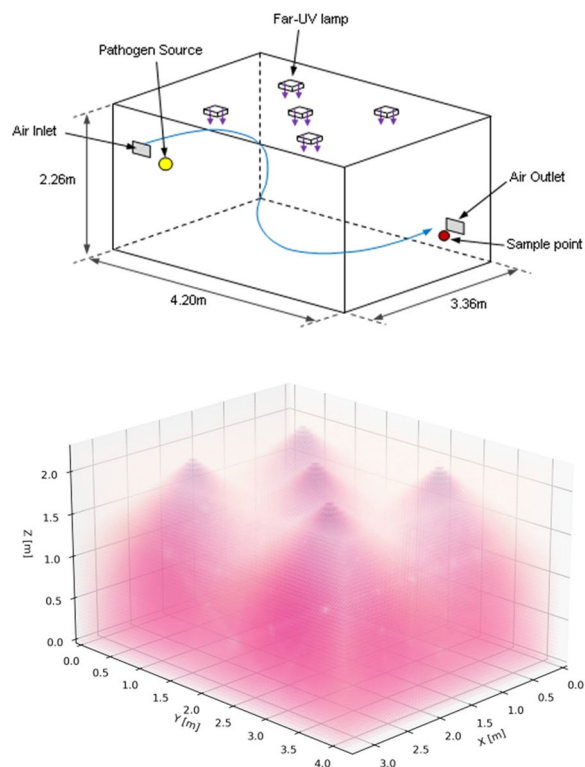 Far-UV lamp
Pathogen Source
Air Inlet
Air Outlet
2.26m
Sample point
4.20m
3.36m
2.0
1.5
1.0
0.5
0.0
Z [m]
0.0
0.5
1.0
1.5
2.0
2.5
3.0
3.5
4.0
Y [m]
0.0
0.5
1.0
1.5
2.0
2.5
3.0
X [m]